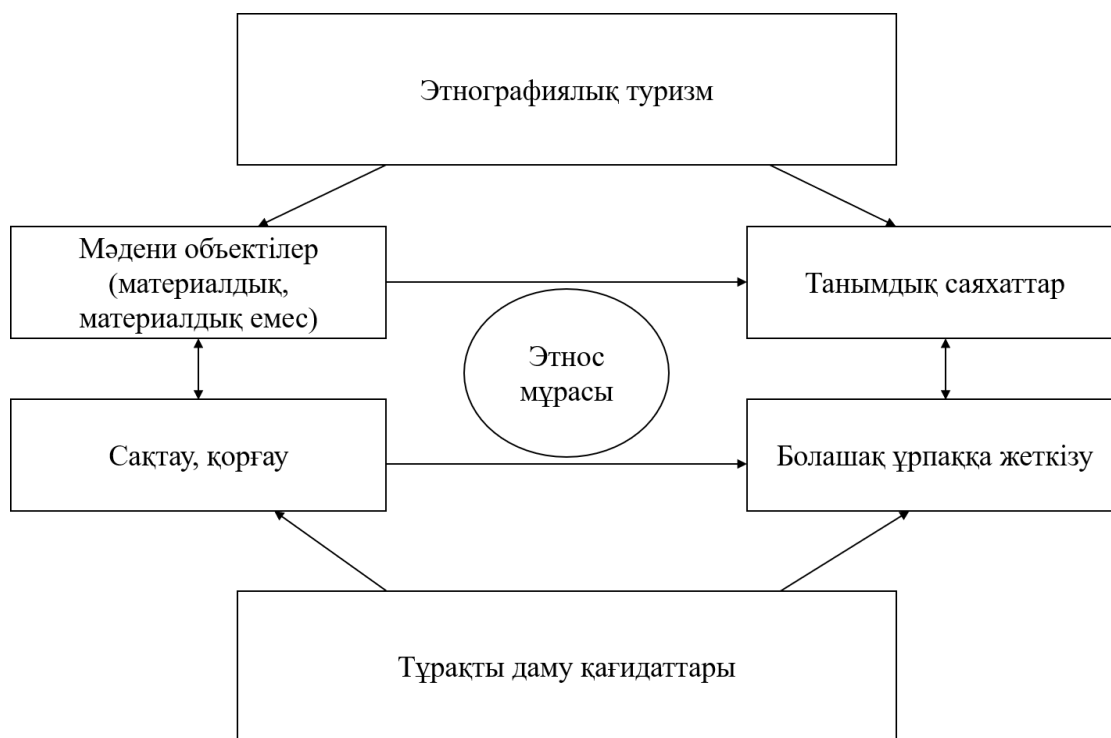 Этнографиялық туризм
Мәдени объектілер
(материалдық,
материалдық емес)
Танымдық саяхаттар
Этнос
мұрасы
Сақтау, қорғау
Болашақ ұрпаққа жеткізу
Тұрақты даму қағидаттары